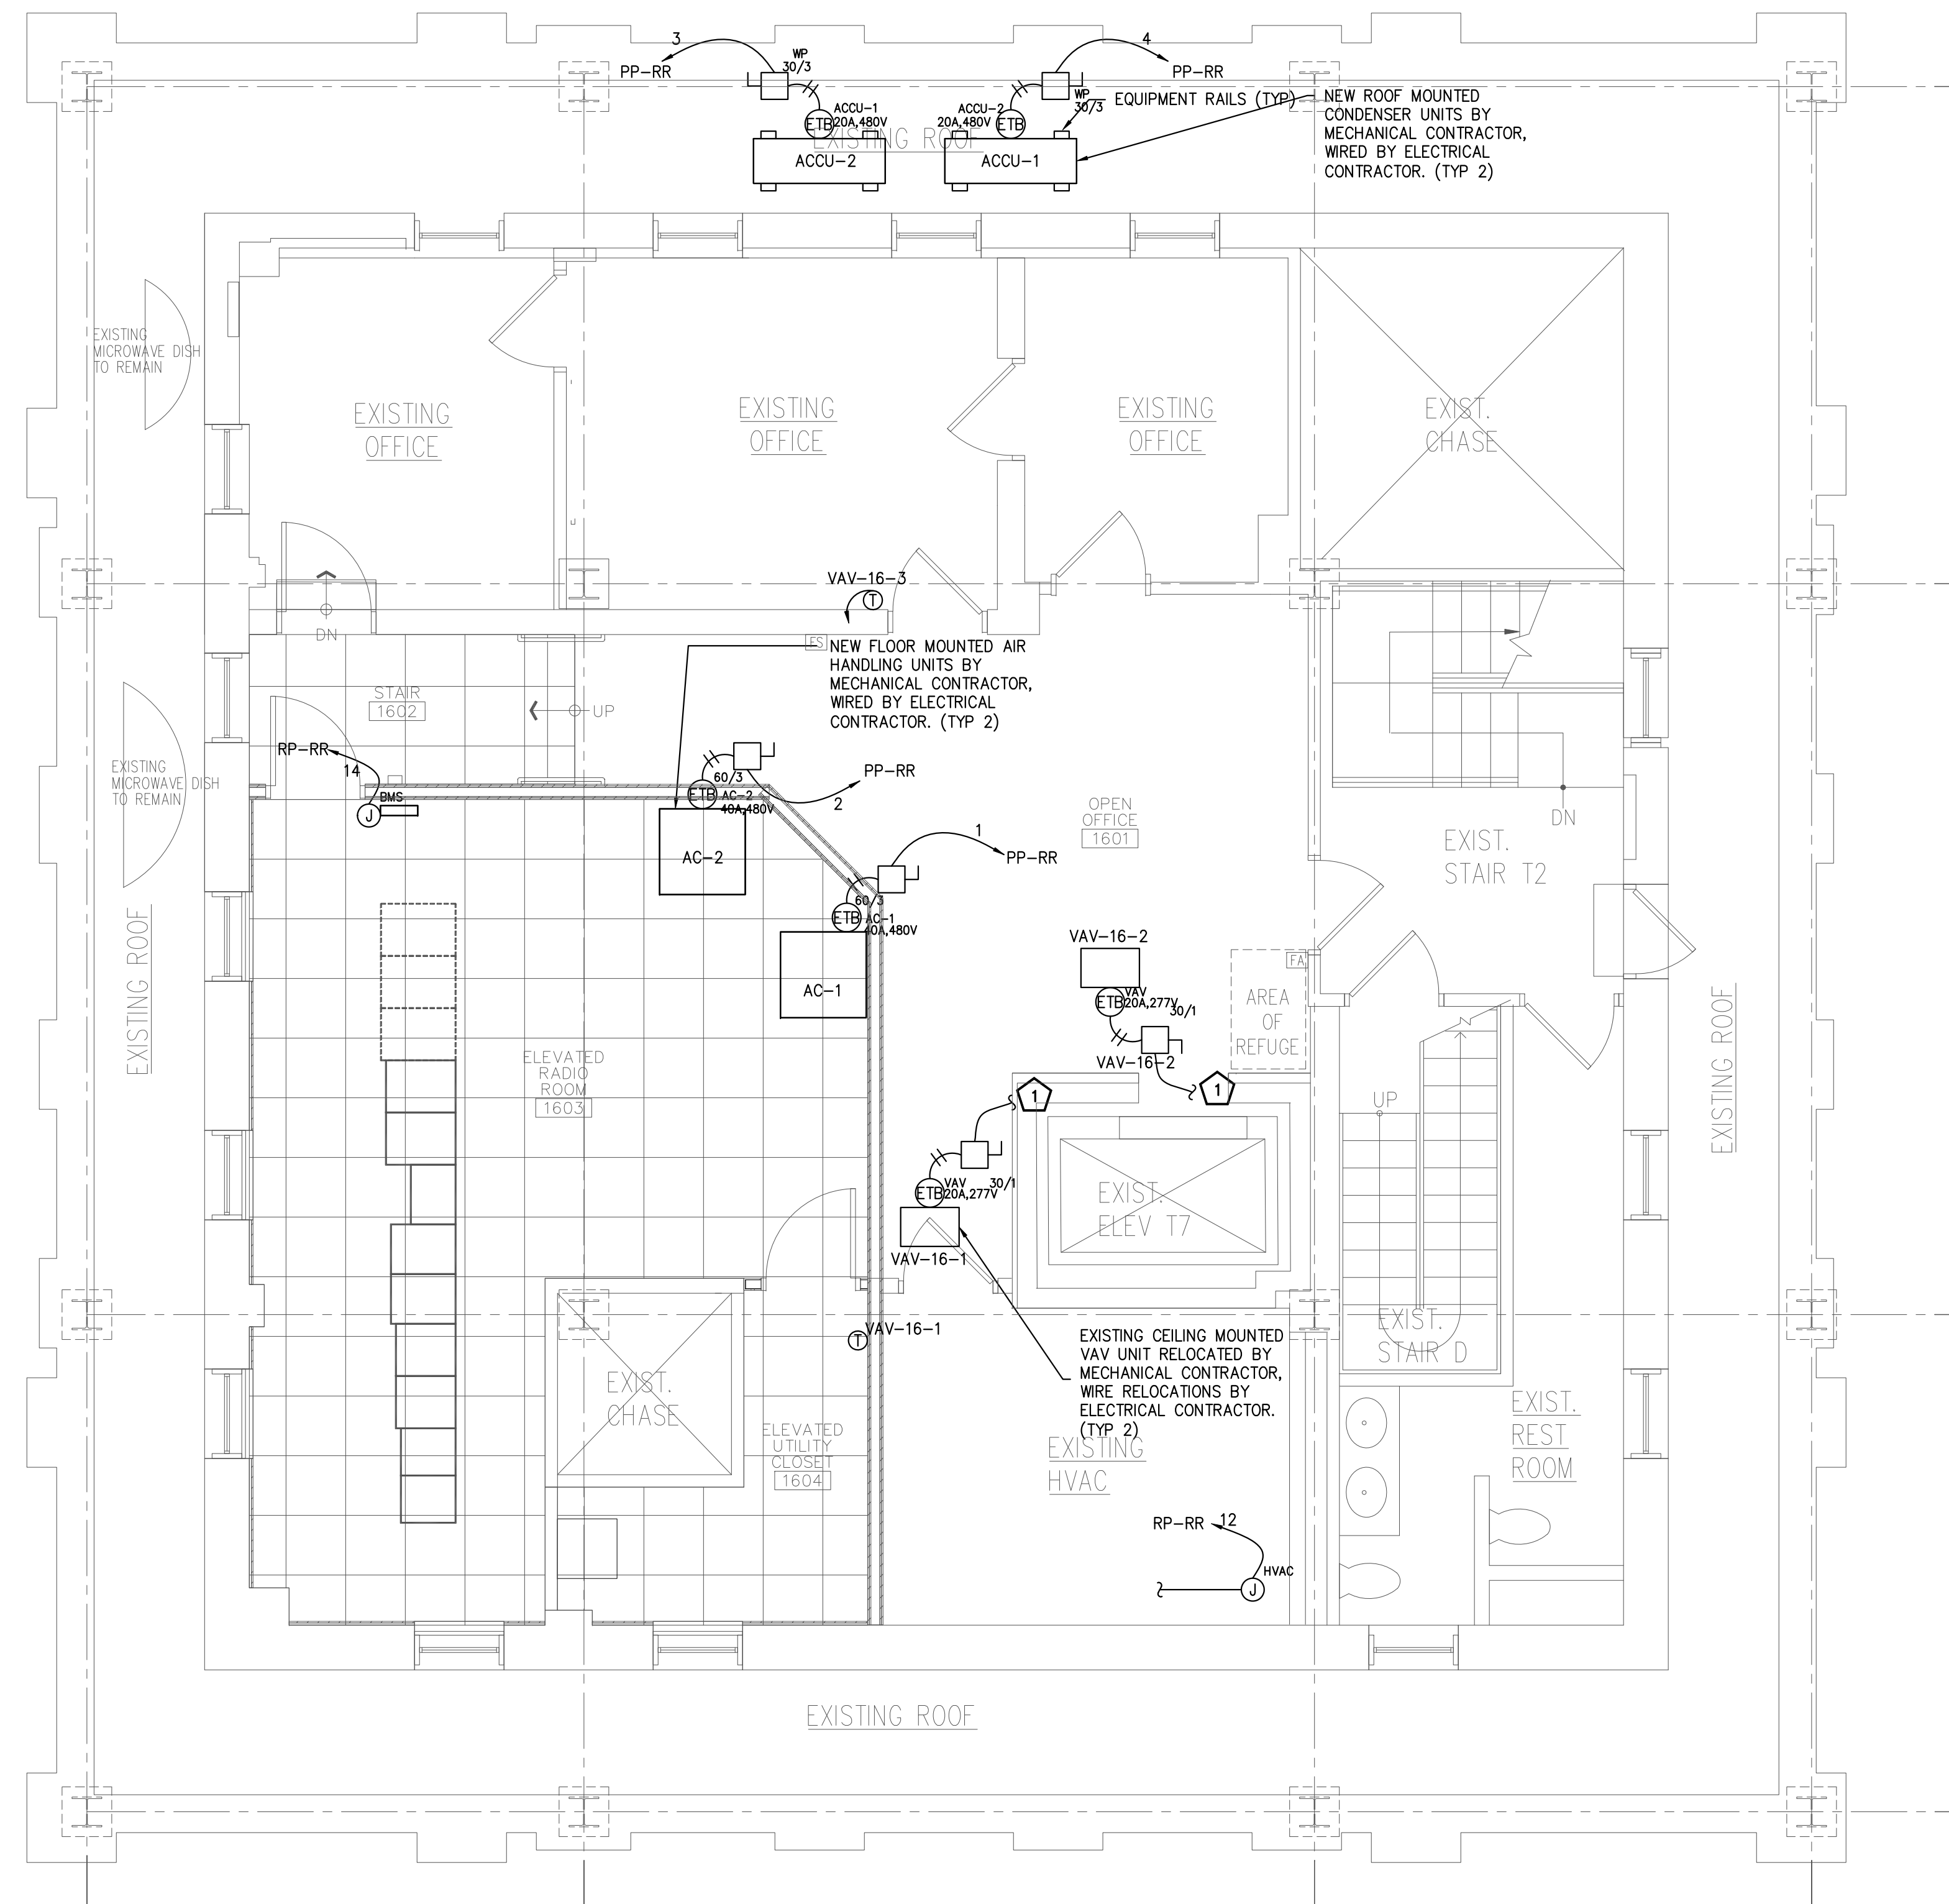 3
4
WP
30/3
PP-RR
PP-RR
ACCU-1
20A,480V
ETB
ACCU-2
20A,480V
ETB
WP
30/3
EQUIPMENT RAILS (TYP)
NEW ROOF MOUNTED
CONDENSER UNITS BY
MECHANICAL CONTRACTOR,
WIRED BY ELECTRICAL
CONTRACTOR. (TYP 2)
EXISTING ROOF
ACCU-2
ACCU-1
EXISTING
MICROWAVE DISH
TO REMAIN
EXISTING
OFFICE
EXISTING
OFFICE
EXISTING
OFFICE
EXIST.
CHASE
VAV-16-3
T
DN
FS
NEW FLOOR MOUNTED AIR
HANDLING UNITS BY
MECHANICAL CONTRACTOR,
WIRED BY ELECTRICAL
CONTRACTOR. (TYP 2)
STAIR
1602
UP
RP-RR
14
EXISTING
MICROWAVE DISH
TO REMAIN
BMS
J
60/3
ETB
AC-2
40A,480V
PP-RR
2
AC-2
1
PP-RR
OPEN
OFFICE
1601
DN
EXIST.
STAIR T2
60/3
ETB
AC-1
40A,480V
AC-1
EXISTING ROOF
VAV-16-2
ETB
VAV
20A,277V
30/1
VAV-16-2
FA
AREA
OF
REFUGE
EXISTING ROOF
ELEVATED
RADIO
ROOM
1603
1
1
UP
ETB
VAV
20A,277V
30/1
VAV-16-1
EXIST.
ELEV T7
T
VAV-16-1
EXISTING CEILING MOUNTED
VAV UNIT RELOCATED BY
MECHANICAL CONTRACTOR,
WIRE RELOCATIONS BY
ELECTRICAL CONTRACTOR.
(TYP 2)
EXIST.
STAIR D
EXIST.
CHASE
ELEVATED
UTILITY
CLOSET
1604
EXISTING
HVAC
EXIST.
REST
ROOM
RP-RR
12
HVAC
J
EXISTING ROOF